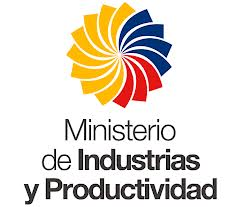 Ministerio
de Industrias
y Productividad